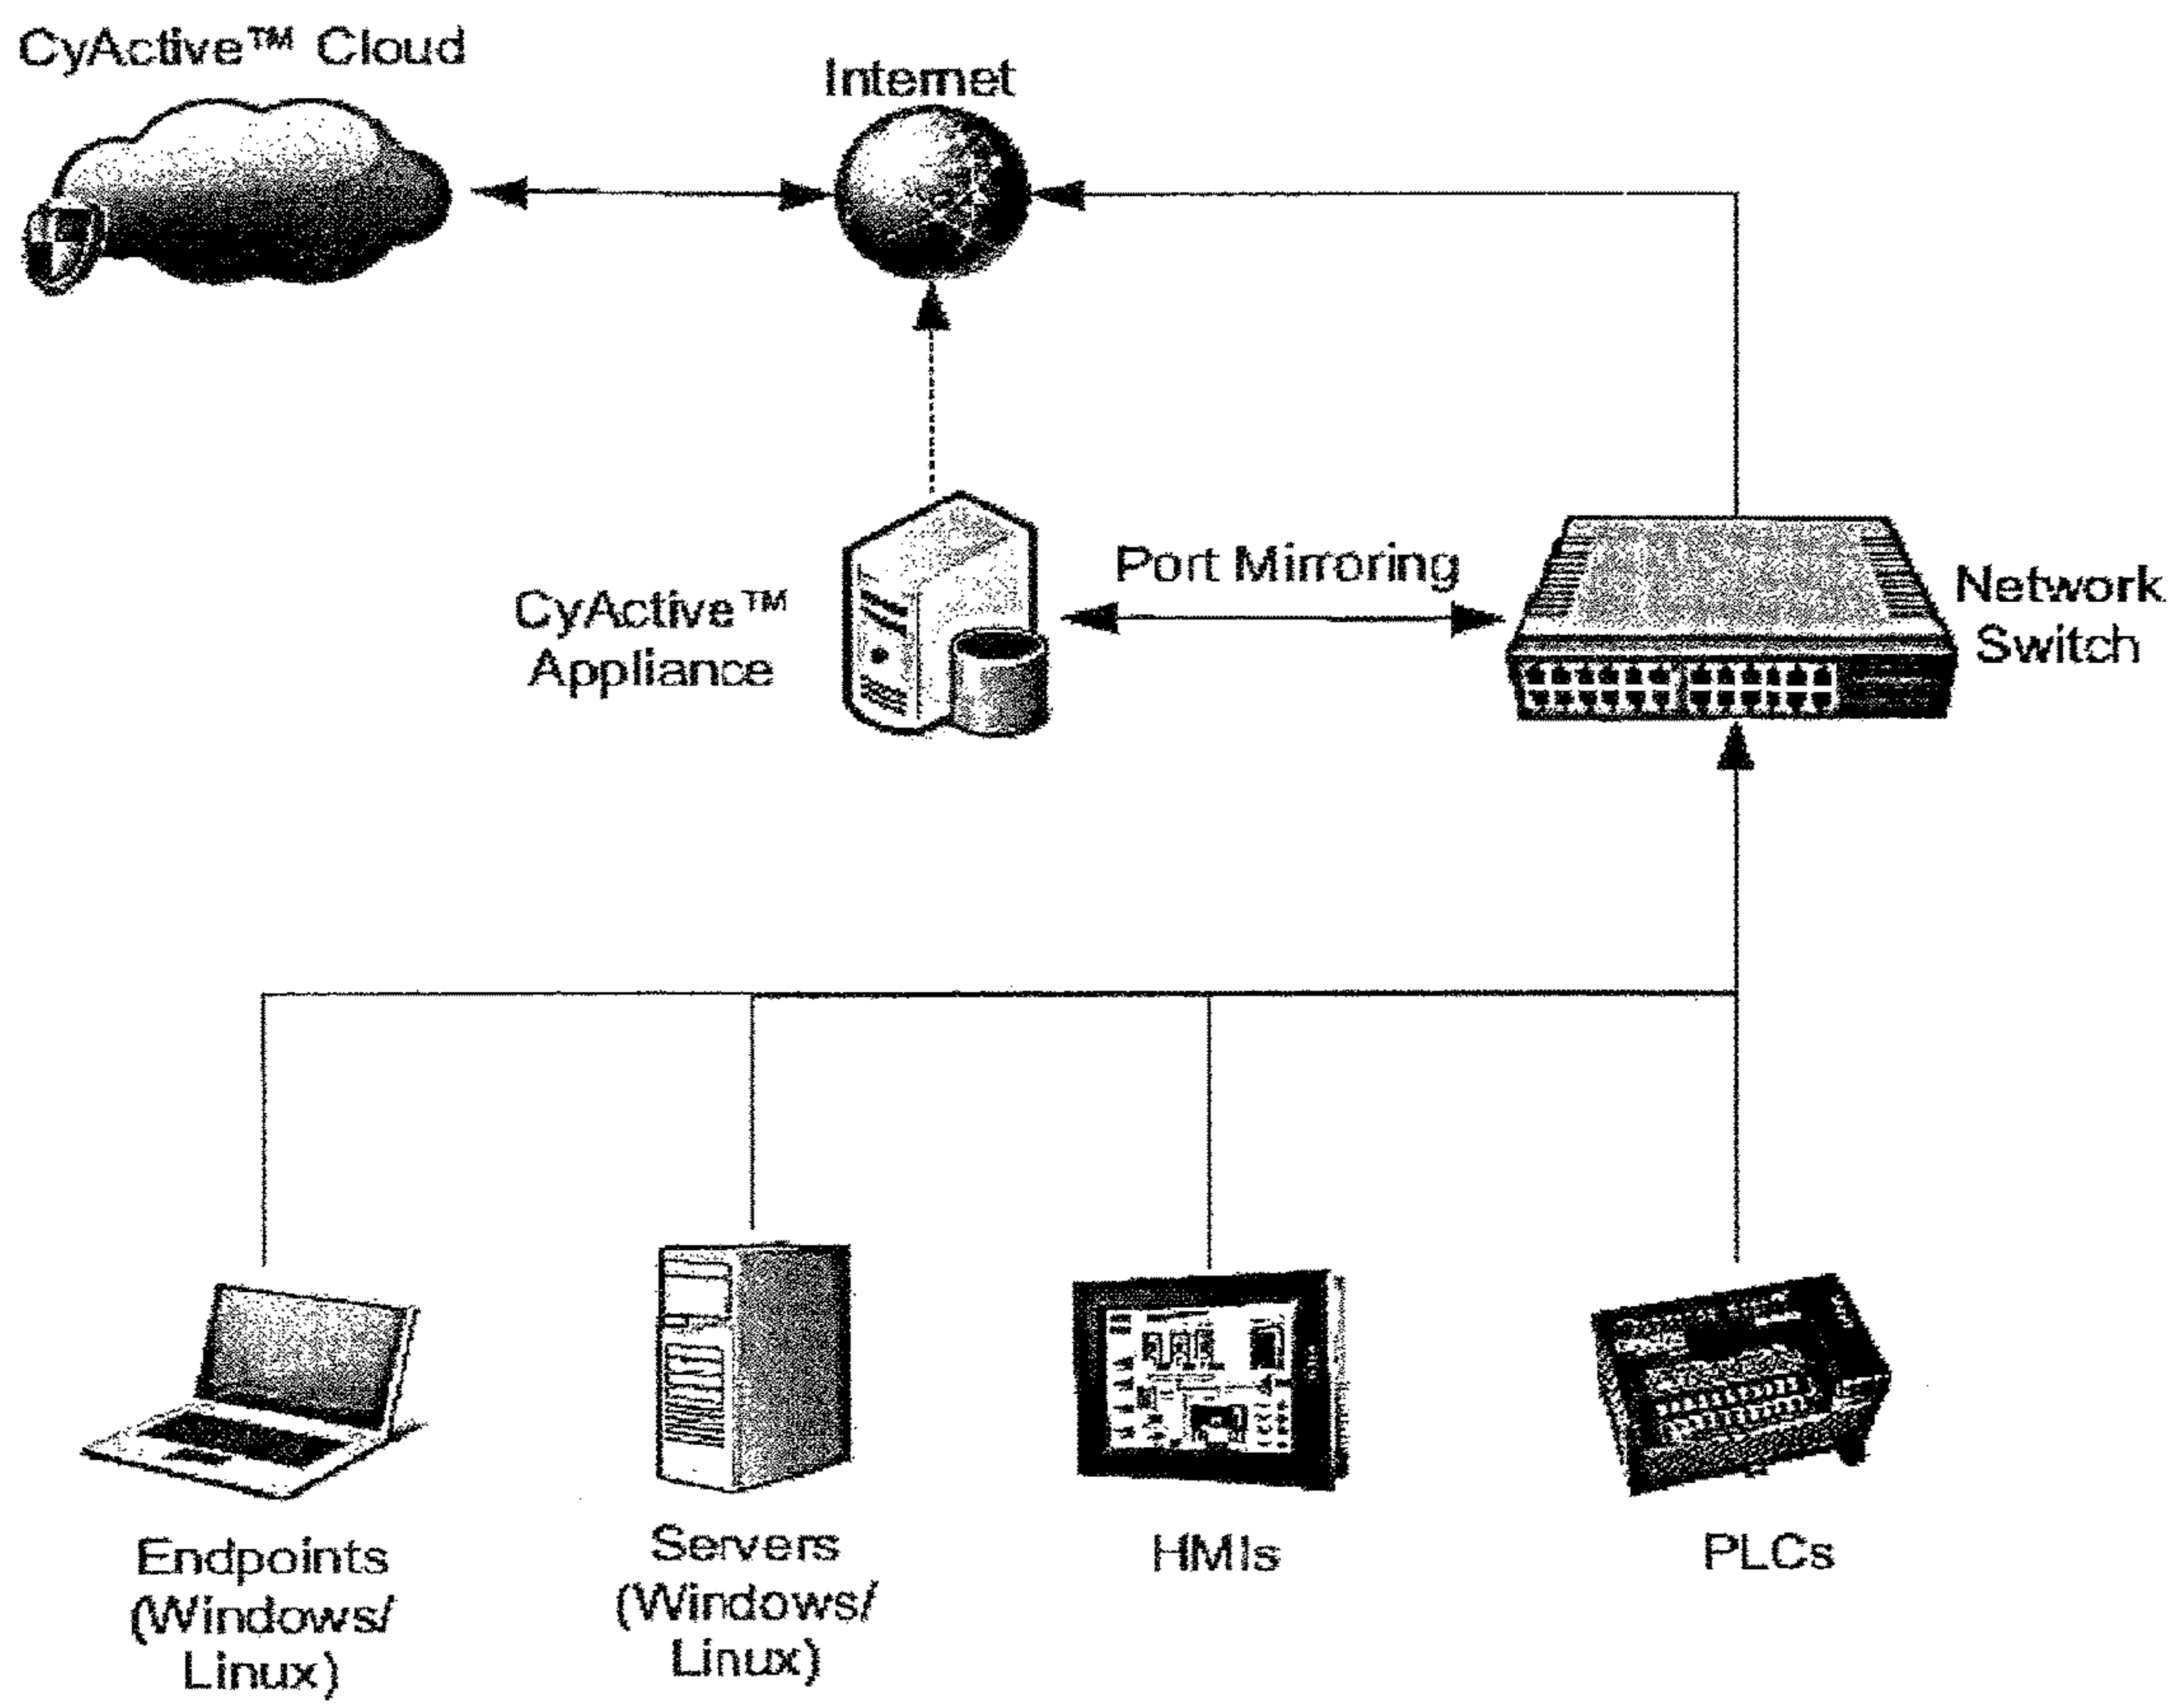 CyActive™ Cloud
Internet
Port Mirroring
CyActive™
Appliance
Network
Switch
Endpoints
(Windows/
Linux)
Servers
(Windows/
Linux)
HMIs
PLCs